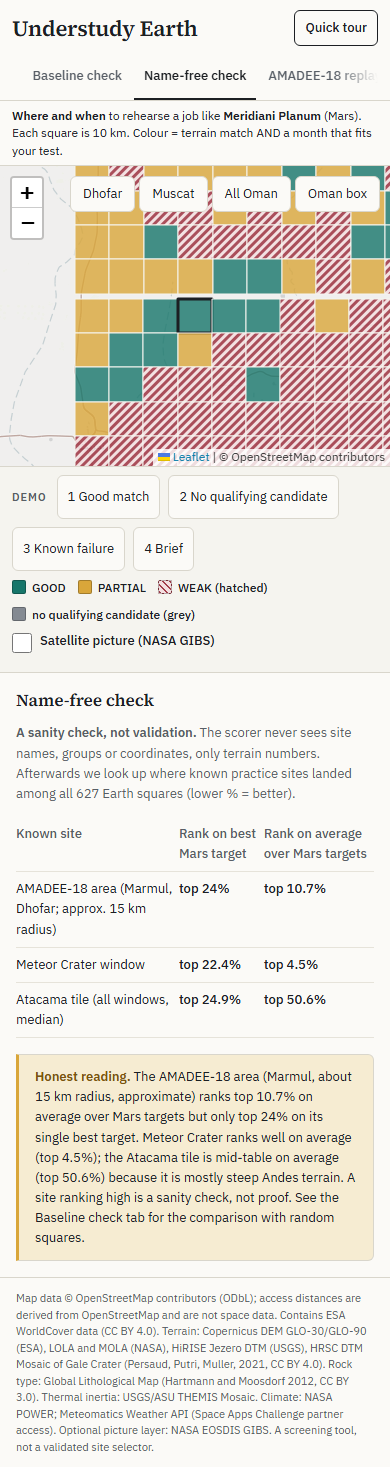 Understudy Earth
Quick tour
Baseline check
Name-free check
AMADEE-18 repla
Where and when to rehearse a job like Meridiani Planum (Mars).
Each square is 10 km. Colour = terrain match AND a month that fits
your test.
+
−
Dhofar
Muscat
All Oman
Oman box
Leaflet | © OpenStreetMap contributors
DEMO
1 Good match
2 No qualifying candidate
3 Known failure
4 Brief
GOOD
PARTIAL
WEAK (hatched)
no qualifying candidate (grey)
Satellite picture (NASA GIBS)
Name-free check
A sanity check, not validation. The scorer never sees site
names, groups or coordinates, only terrain numbers.
Afterwards we look up where known practice sites landed
among all 627 Earth squares (lower % = better).
Known site
Rank on best
Mars target
Rank on average
over Mars targets
AMADEE-18 area (Marmul,
Dhofar; approx. 15 km
radius)
top 24%
top 10.7%
Meteor Crater window
top 22.4%
top 4.5%
Atacama tile (all windows,
median)
top 24.9%
top 50.6%
Honest reading. The AMADEE-18 area (Marmul, about
15 km radius, approximate) ranks top 10.7% on
average over Mars targets but only top 24% on its
single best target. Meteor Crater ranks well on average
(top 4.5%); the Atacama tile is mid-table on average
(top 50.6%) because it is mostly steep Andes terrain. A
site ranking high is a sanity check, not proof. See the
Baseline check tab for the comparison with random
squares.
Map data © OpenStreetMap contributors (ODbL); access distances are
derived from OpenStreetMap and are not space data. Contains ESA
WorldCover data (CC BY 4.0). Terrain: Copernicus DEM GLO-30/GLO-90
(ESA), LOLA and MOLA (NASA), HiRISE Jezero DTM (USGS), HRSC DTM
Mosaic of Gale Crater (Persaud, Putri, Muller, 2021, CC BY 4.0). Rock
type: Global Lithological Map (Hartmann and Moosdorf 2012, CC BY
3.0). Thermal inertia: USGS/ASU THEMIS Mosaic. Climate: NASA
POWER; Meteomatics Weather API (Space Apps Challenge partner
access). Optional picture layer: NASA EOSDIS GIBS. A screening tool,
not a validated site selector.